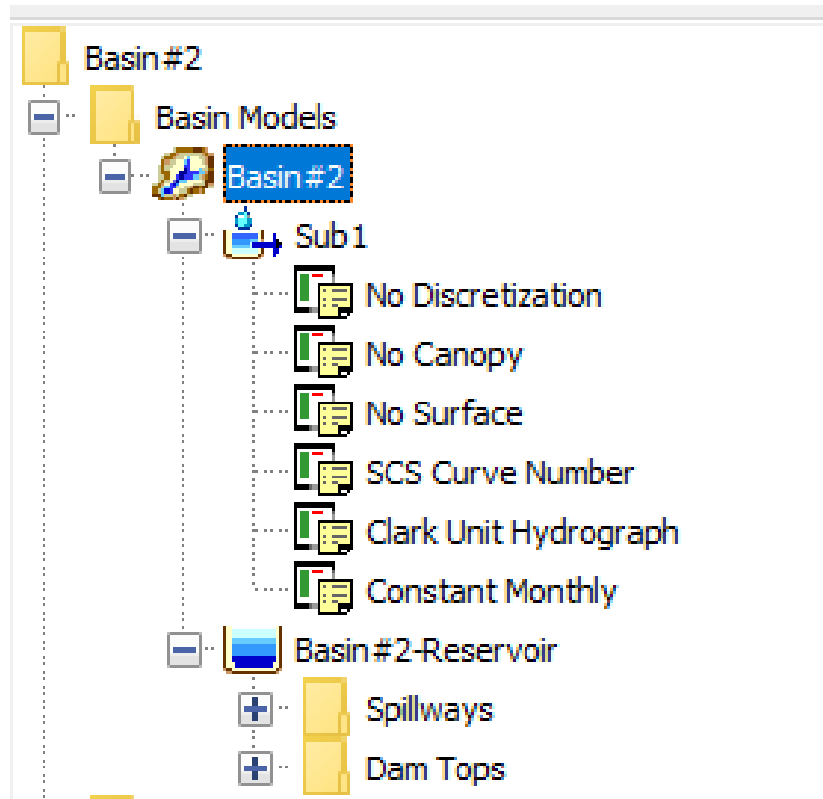 Basin#2
Basin Models
Basin#2
Sub1
No Discretization
No Canopy
No Surface
SCS Curve Number
Clark Unit Hydrograph
Constant Monthly
Basin#2-Reservoir
Spillways
Dam Tops